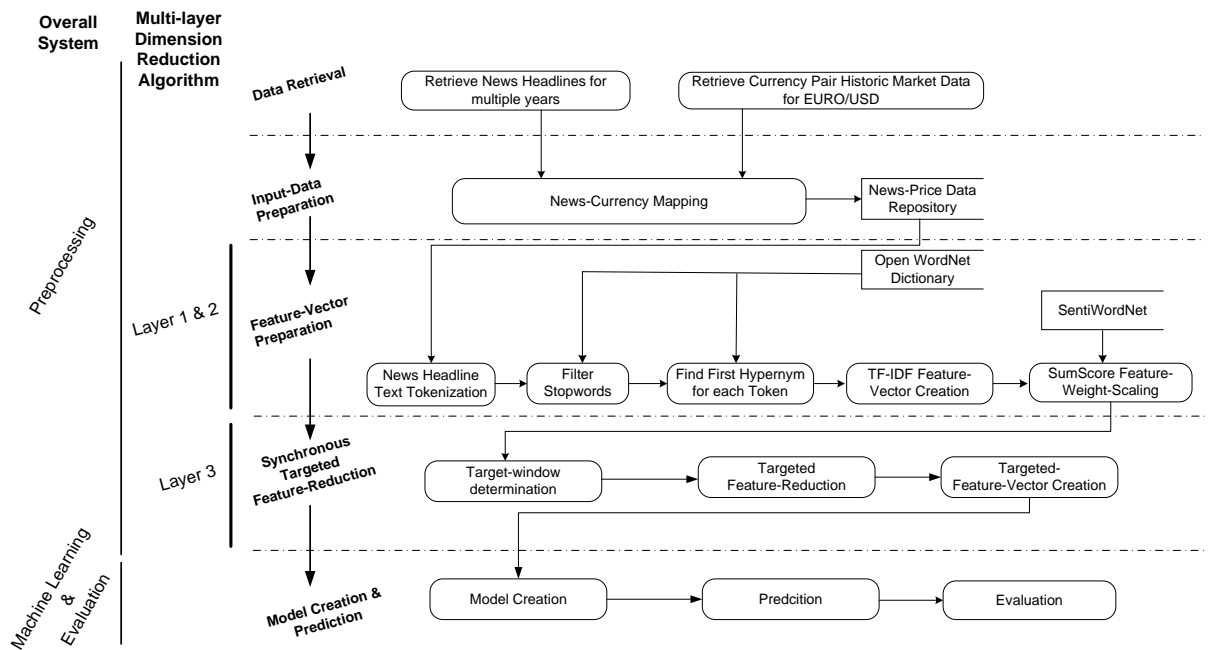 Overall
System
Multi-layer
Dimension
Reduction
Algorithm
Data Retrieval
Retrieve News Headlines for
multiple years
Retrieve Currency Pair Historic Market Data
for EURO/USD
Input-Data
Preparation
News-Currency Mapping
News-Price Data
Repository
Preprocessing
Layer 1 & 2
Feature-Vector
Preparation
Open WordNet
Dictionary
SentiWordNet
News Headline
Text Tokenization
Filter
Stopwords
Find First Hypernym
for each Token
TF-IDF Feature-
Vector Creation
SumScore Feature-
Weight-Scaling
Layer 3
Synchronous
Targeted
Feature-Reduction
Target-window
determination
Targeted
Feature-Reduction
Targeted-
Feature-Vector Creation
Machine Learning
&
Evaluation
Model Creation &
Prediction
Model Creation
Predcition
Evaluation